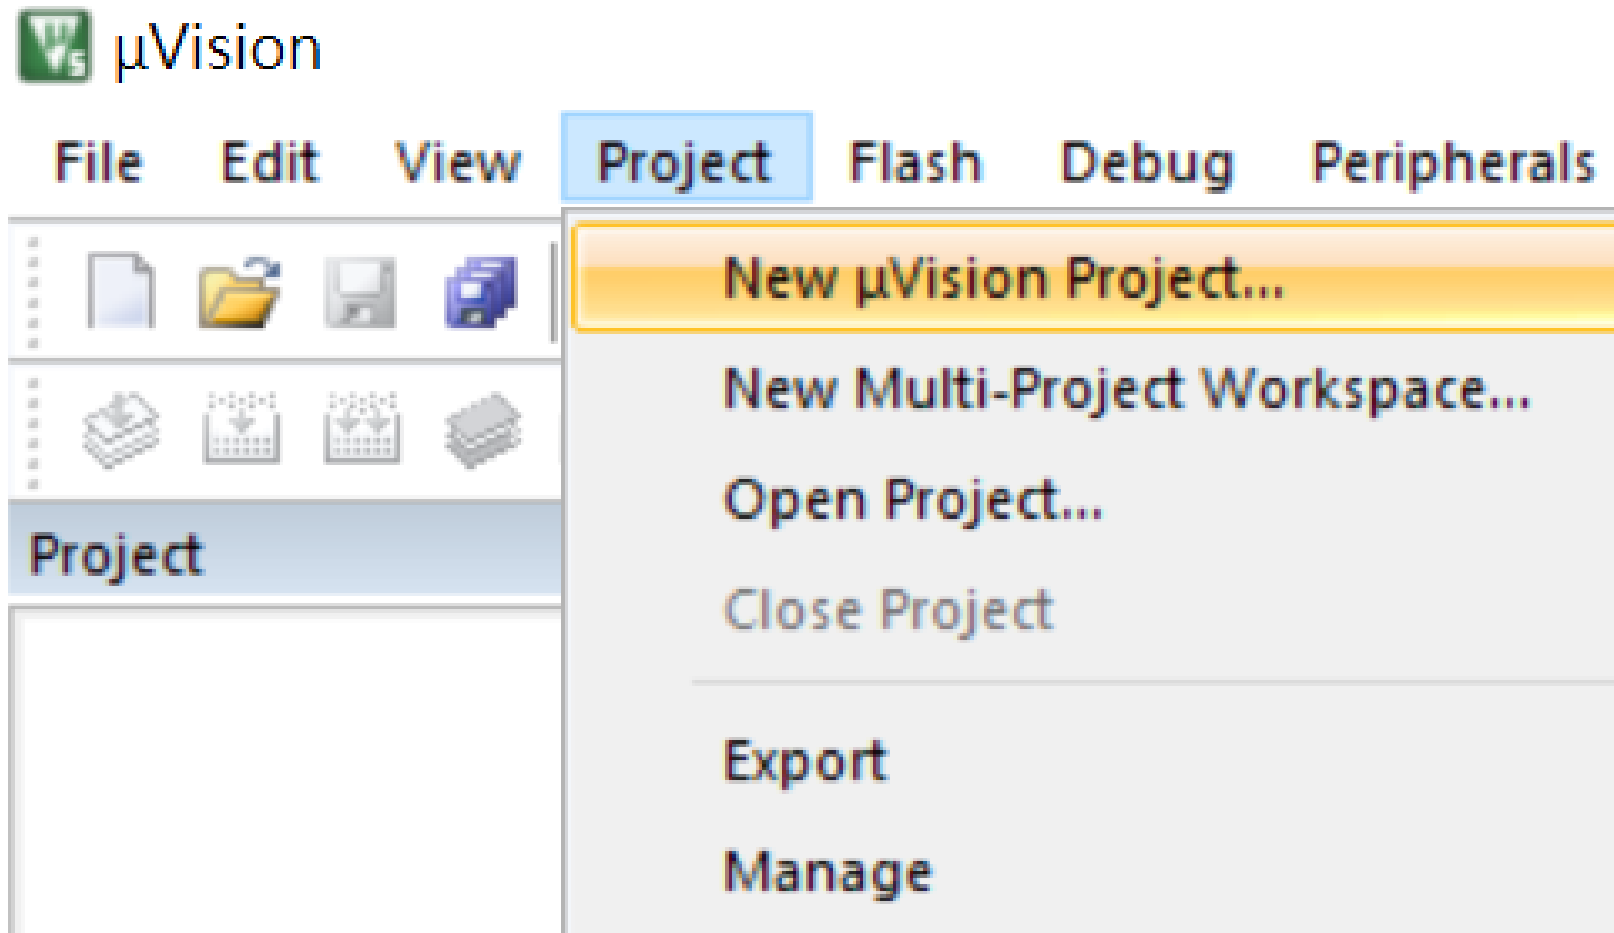 µVision
File Edit View Project Flash Debug Peripherals
New µVision Project...
New Multi-Project Workspace...
Open Project...
Project
Close Project
Export
Manage